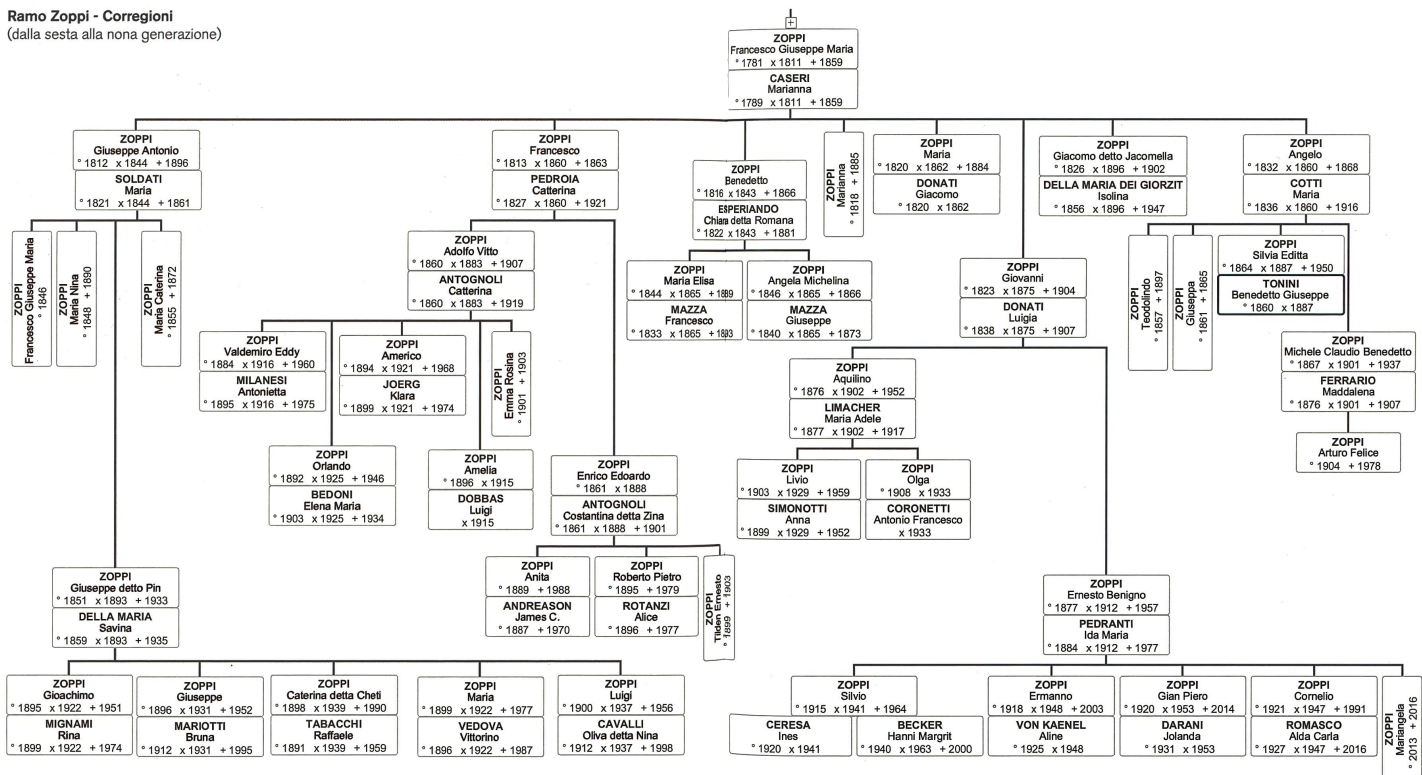 Ramo Zoppi - Corregioni
(dalla sesta alla nona generazione)
+
ZOPPI
Francesco Giuseppe Maria
° 1781 x 1811 + 1859
CASERI
Marianna
° 1789 x 1811 + 1859
ZOPPI
Giuseppe Antonio
° 1812 x 1844 + 1896
SOLDATI
Maria
° 1821 x 1844 + 1861
ZOPPI
Francesco
° 1813 x 1860 + 1863
PEDROIA
Catterina
° 1827 x 1860 + 1921
ZOPPI
Benedetto
° 1816 x 1843 + 1866
ESPERIANDO
Chiara detta Romana
° 1822 x 1843 + 1881
ZOPPI
Marianna
° 1818 + 1885
ZOPPI
Maria
° 1820 x 1862 + 1884
DONATI
Giacomo
° 1820 x 1862
ZOPPI
Giacomo detto Jacomella
° 1826 x 1896 + 1902
DELLA MARIA DEI GIORZIT
Isolina
° 1856 x 1896 + 1947
ZOPPI
Angelo
° 1832 x 1860 + 1868
COTTI
Maria
° 1836 x 1860 + 1916
ZOPPI
Francesco Giuseppe Maria
° 1846
ZOPPI
Maria Nina
° 1848 + 1890
ZOPPI
Maria Caterina
° 1855 + 1872
ZOPPI
Adolfo Vitto
° 1860 x 1883 + 1907
ANTOGNOLI
Catterina
° 1860 x 1883 + 1919
ZOPPI
Maria Elisa
° 1844 x 1865 + 1889
MAZZA
Francesco
° 1833 x 1865 + 1883
ZOPPI
Angela Michelina
° 1846 x 1865 + 1866
MAZZA
Giuseppe
° 1840 x 1865 + 1873
ZOPPI
Giovanni
° 1823 x 1875 + 1904
DONATI
Luigia
° 1838 x 1875 + 1907
ZOPPI
Teodolindo
° 1857 + 1897
ZOPPI
Giuseppa
° 1861 + 1865
ZOPPI
Silvia Editta
° 1864 x 1887 + 1950
TONINI
Benedetto Giuseppe
° 1860 x 1887
ZOPPI
Michele Claudio Benedetto
° 1867 x 1901 + 1937
FERRARIO
Maddalena
° 1876 x 1901 + 1907
ZOPPI
Arturo Felice
° 1904 + 1978
ZOPPI
Valdemiro Eddy
° 1884 x 1916 + 1960
MILANESI
Antonietta
° 1895 x 1916 + 1975
ZOPPI
Americo
° 1894 x 1921 + 1968
JOERG
Klara
° 1899 x 1921 + 1974
ZOPPI
Emma Rosina
° 1901 + 1903
ZOPPI
Aquilino
° 1876 x 1902 + 1952
LIMACHER
Maria Adele
° 1877 x 1902 + 1917
ZOPPI
Orlando
° 1892 x 1925 + 1946
BEDONI
Elena Maria
° 1903 x 1925 + 1934
ZOPPI
Amelia
° 1896 x 1915
DOBBAS
Luigi
x 1915
ZOPPI
Enrico Edoardo
° 1861 x 1888
ANTOGNOLI
Costantina detta Zina
° 1861 x 1888 + 1901
ZOPPI
Livio
° 1903 x 1929 + 1959
SIMONOTTI
Anna
° 1899 x 1929 + 1952
ZOPPI
Olga
° 1908 x 1933
CORONETTI
Antonio Francesco
x 1933
ZOPPI
Anita
° 1889 + 1988
ANDREASON
James C.
° 1887 + 1970
ZOPPI
Roberto Pietro
° 1895 + 1979
ROTANZI
Alice
° 1896 + 1977
ZOPPI
Tilden Ernesto
° 1899 + 1903
ZOPPI
Giuseppe detto Pin
° 1851 x 1893 + 1933
DELLA MARIA
Savina
° 1859 x 1893 + 1935
ZOPPI
Ernesto Benigno
° 1877 x 1912 + 1957
PEDRANTI
Ida Maria
° 1884 x 1912 + 1977
ZOPPI
Gioachimo
° 1895 x 1922 + 1951
MIGNAMI
Rina
° 1899 x 1922 + 1974
ZOPPI
Giuseppe
° 1896 x 1931 + 1952
MARIOTTI
Bruna
° 1912 x 1931 + 1995
ZOPPI
Caterina detta Cheti
° 1898 x 1939 + 1990
TABACCHI
Raffaele
° 1891 x 1939 + 1959
ZOPPI
Maria
° 1899 x 1922 + 1977
VEDOVA
Vittorino
° 1896 x 1922 + 1987
ZOPPI
Luigi
° 1900 x 1937 + 1956
CAVALLI
Oliva detta Nina
° 1912 x 1937 + 1998
ZOPPI
Silvio
° 1915 x 1941 + 1964
CERESA
Ines
° 1920 x 1941
BECKER
Hanni Margrit
° 1940 x 1963 + 2000
ZOPPI
Ermanno
° 1918 x 1948 + 2003
VON KAENEL
Aline
° 1925 x 1948
ZOPPI
Gian Piero
° 1920 x 1953 + 2014
DARANI
Jolanda
° 1931 x 1953
ZOPPI
Cornelio
° 1921 x 1947 + 1991
ROMASCO
Alda Carla
° 1927 x 1947 + 2016
ZOPPI
Mariangela
° 2013 + 2016